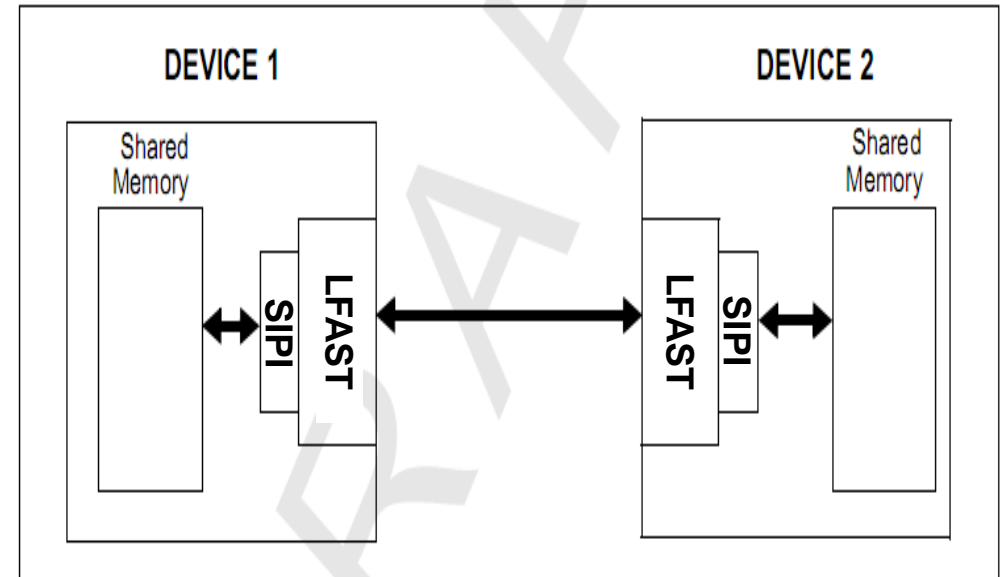 DEVICE 1
DEVICE 2
Shared
Memory
Shared
Memory
SIPI
LFAST
LFAST
SIPI